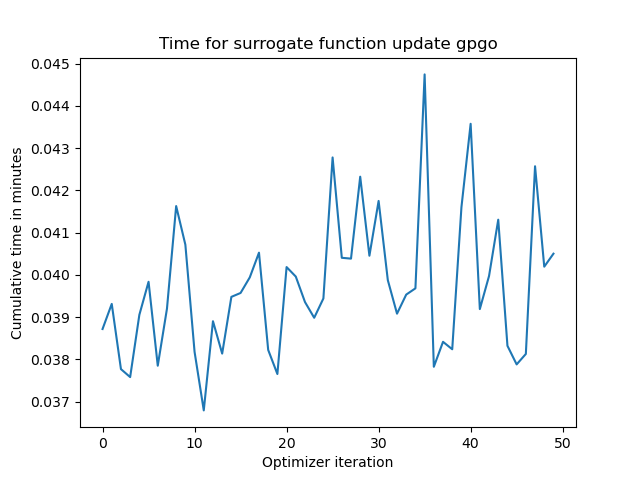 Time for surrogate function update gpgo
Cumulative time in minutes
0.045
0.044
0.043
0.042
0.041
0.040
0.039
0.038
0.037
0 10 20 30 40 50
Optimizer iteration